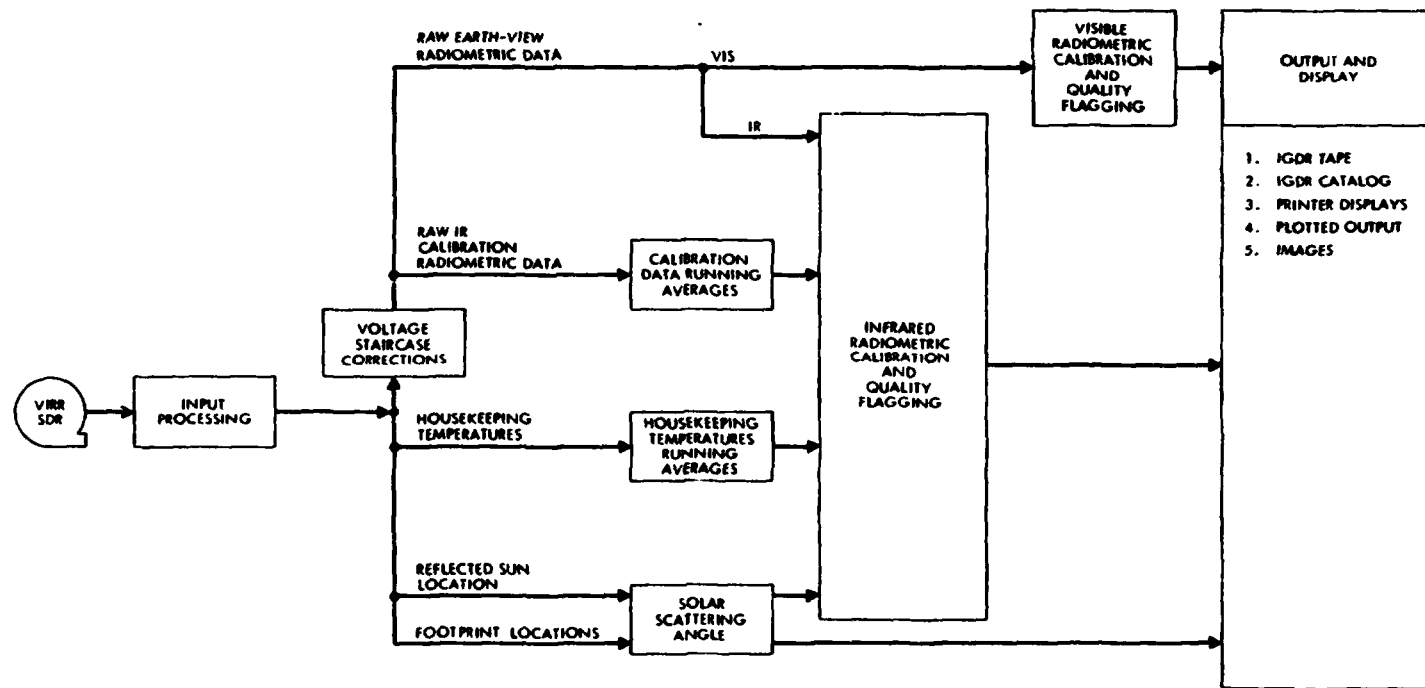 RAW EARTH-VIEW
RADIOMETRIC DATA
VIS
VISIBLE
RADIOMETRIC
CALIBRATION
AND
QUALITY
FLAGGING
OUTPUT AND
DISPLAY
IR
1. IGDR TAPE
2. IGDR CATALOG
3. PRINTER DISPLAYS
4. PLOTTED OUTPUT
5. IMAGES
RAW IR
CALIBRATION
RADIOMETRIC DATA
CALIBRATION
DATA RUNNING
AVERAGES
VOLTAGE
STAIRCASE
CORRECTIONS
INFRARED
RADIOMETRIC
CALIBRATION
AND
QUALITY
FLAGGING
VIRR
SDR
INPUT
PROCESSING
HOUSEKEEPING
TEMPERATURES
HOUSEKEEPING
TEMPERATURES
RUNNING
AVERAGES
REFLECTED SUN
LOCATION
SOLAR
SCATTERING
ANGLE
FOOTPRINT LOCATIONS